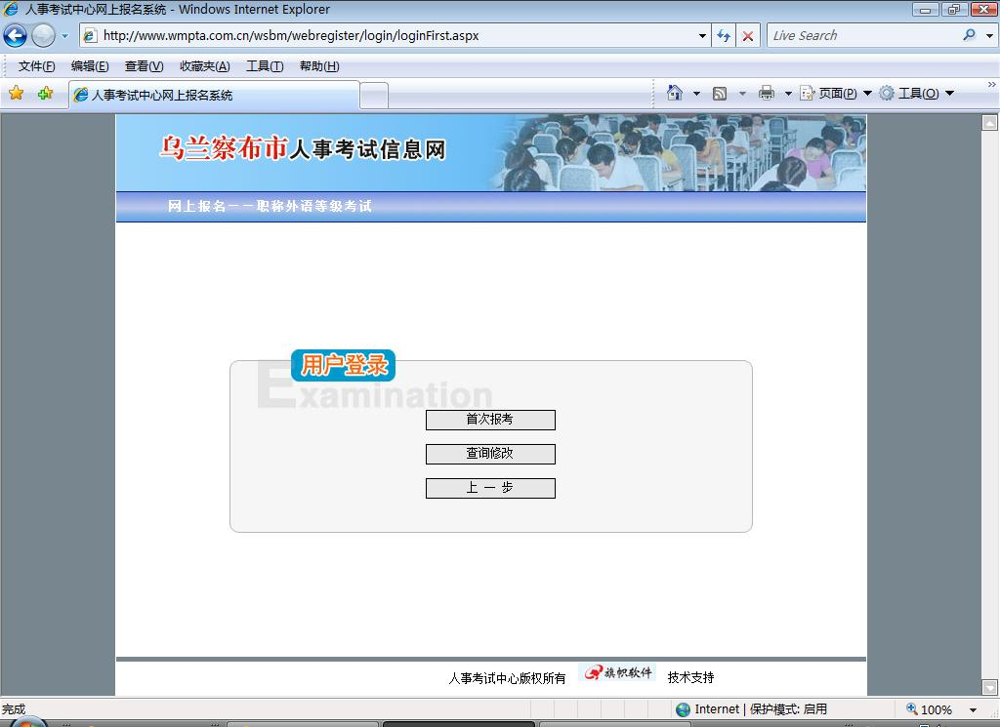 人事考试中心网上报名系统 - Windows Internet Explorer
http://www.wmpta.com.cn/wsbm/webregister/login/loginFirst.aspx
Live Search
文件(F) 编辑(E) 查看(V) 收藏夹(A) 工具(T) 帮助(H)
人事考试中心网上报名系统
页面(P) 工具(O)
乌兰察布市人事考试信息网
网上报名－－职称外语等级考试
用户登录
Examination
首次报考
查询修改
上 一 步
人事考试中心版权所有 旗帜软件 技术支持
完成
Internet | 保护模式: 启用
100%